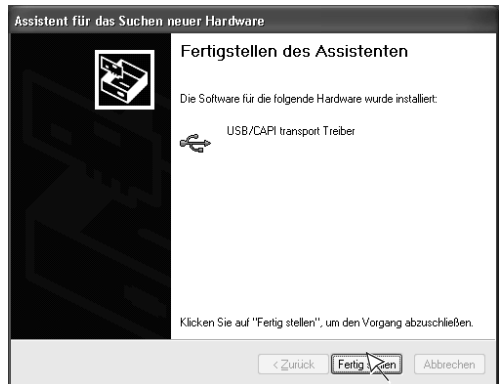 Assistent für das Suchen neuer Hardware
Fertigstellen des Assistenten
Die Software für die folgende Hardware wurde installiert:
USB/CAPI transport Treiber
Klicken Sie auf "Fertig stellen", um den Vorgang abzuschließen.
< Zurück
Fertig stellen
Abbrechen